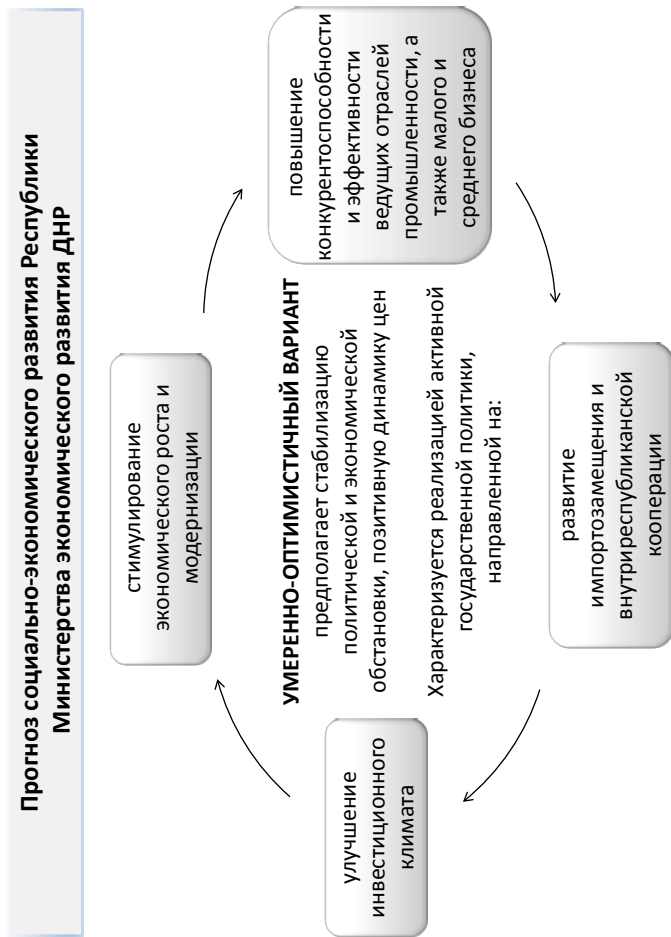 Прогноз социально-экономического развития Республики
Министерства экономического развития ДНР
стимулирование
экономического роста и
модернизации
повышение
конкурентоспособности
и эффективности
ведущих отраслей
промышленности, а
также малого и
среднего бизнеса
развитие
импортозамещения и
внутриреспубликанской
кооперации
улучшение
инвестиционного
климата
УМЕРЕННО-ОПТИМИСТИЧНЫЙ ВАРИАНТ
предполагает стабилизацию
политической и экономической
обстановки, позитивную динамику цен
Характеризуется реализацией активной
государственной политики,
направленной на: